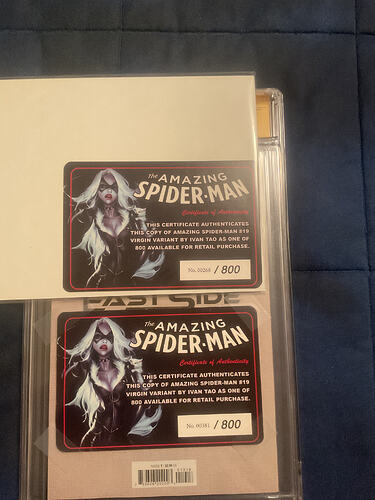 the AMAZING
SPIDER-MAN
Certificate of Authenticity
THIS CERTIFICATE AUTHENTICATES
THIS COPY OF AMAZING SPIDER-MAN #19
VIRGIN VARIANT BY IVAN TAO AS ONE OF
800 AVAILABLE FOR RETAIL PURCHASE.
No. 00268 / 800
EAST SIDE
the AMAZING
SPIDER-MAN
Certificate of Authenticity
THIS CERTIFICATE AUTHENTICATES
THIS COPY OF AMAZING SPIDER-MAN #19
VIRGIN VARIANT BY IVAN TAO AS ONE OF
800 AVAILABLE FOR RETAIL PURCHASE.
No. 00381 / 800